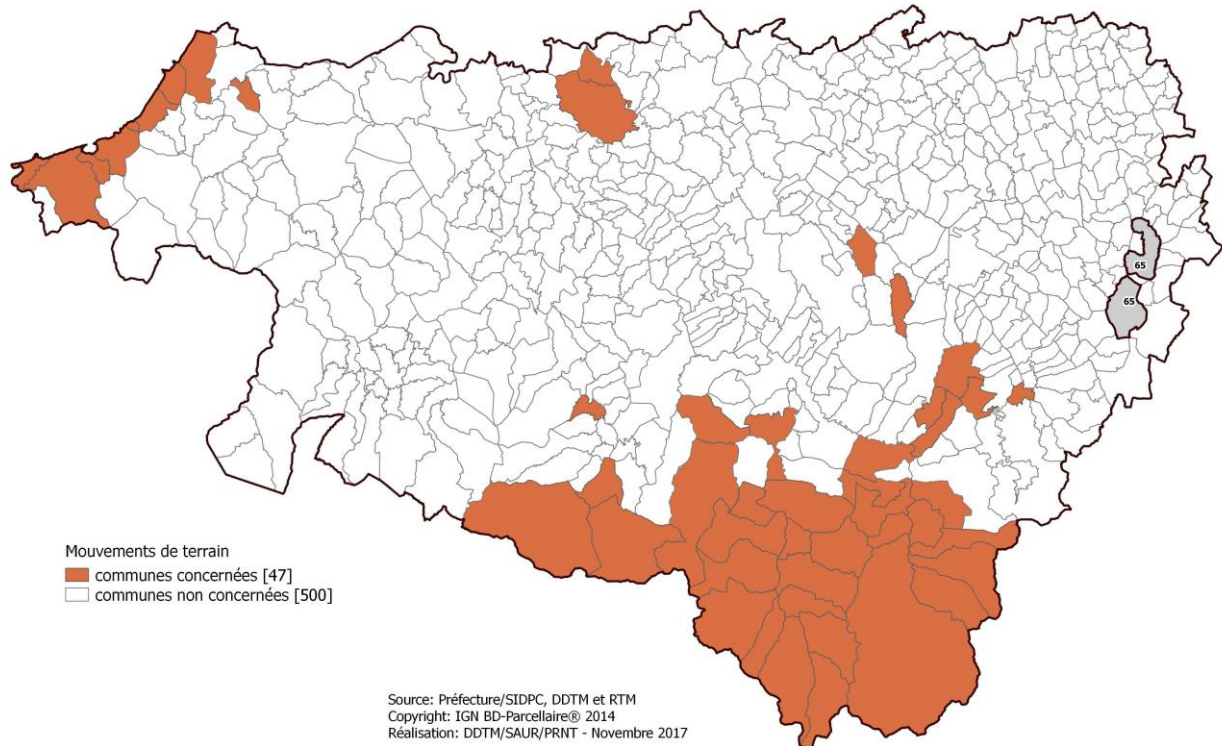 65
65
Mouvements de terrain
communes concernées [47]
communes non concernées [500]
Source: Préfecture/SIDPC, DDTM et RTM
Copyright: IGN BD-Parcellaire® 2014
Réalisation: DDTM/SAUR/PRNT - Novembre 2017